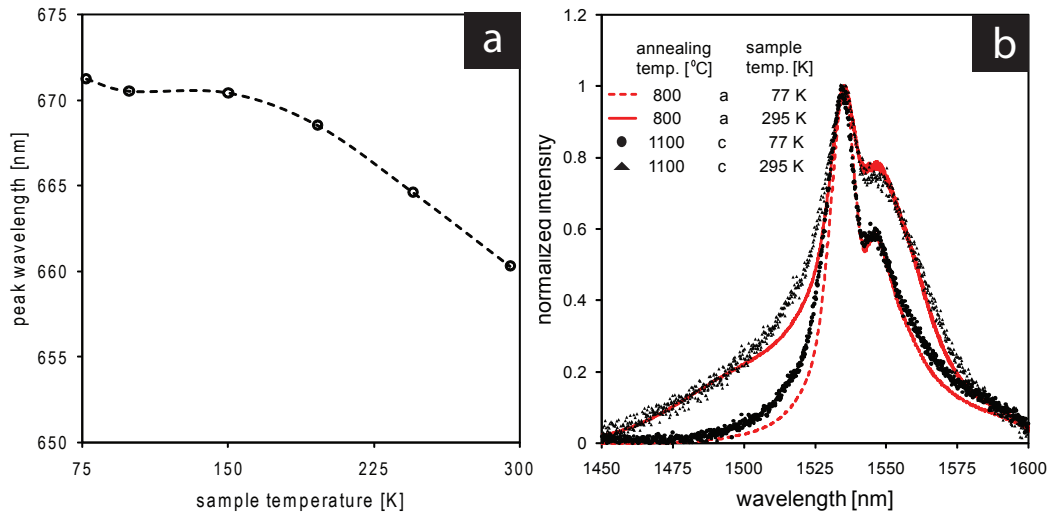 a
675
670
665
660
655
650
75
150
225
300
peak wavelength [nm]
sample temperature [K]
b
1.2
1
0.8
0.6
0.4
0.2
0
1450
1475
1500
1525
1550
1575
1600
normalized intensity
wavelength [nm]
annealing sample
temp. [⁰C] temp. [K]
800 a 77 K
800 a 295 K
1100 c 77 K
1100 c 295 K